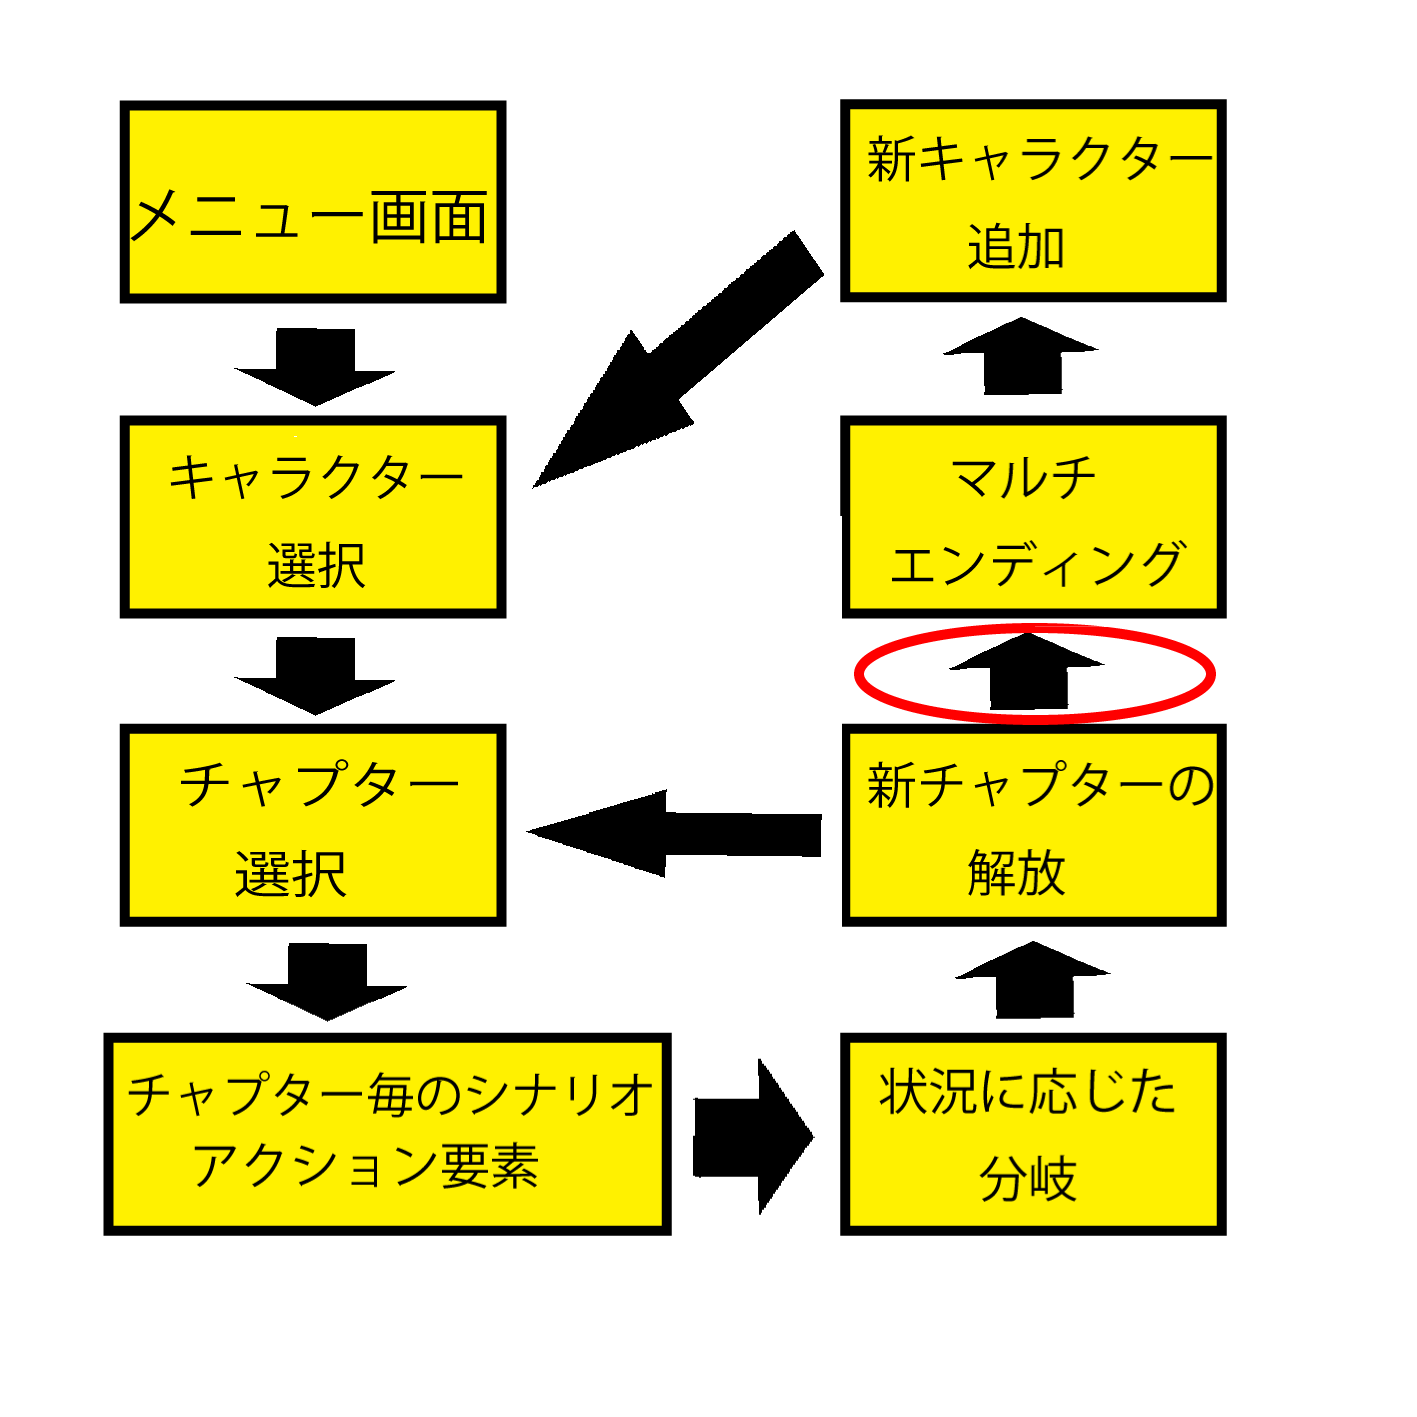 メニュー画面
キャラクター
選択
チャプター
選択
チャプター毎のシナリオ
アクション要素
状況に応じた
分岐
新チャプターの
解放
マルチ
エンディング
新キャラクター
追加